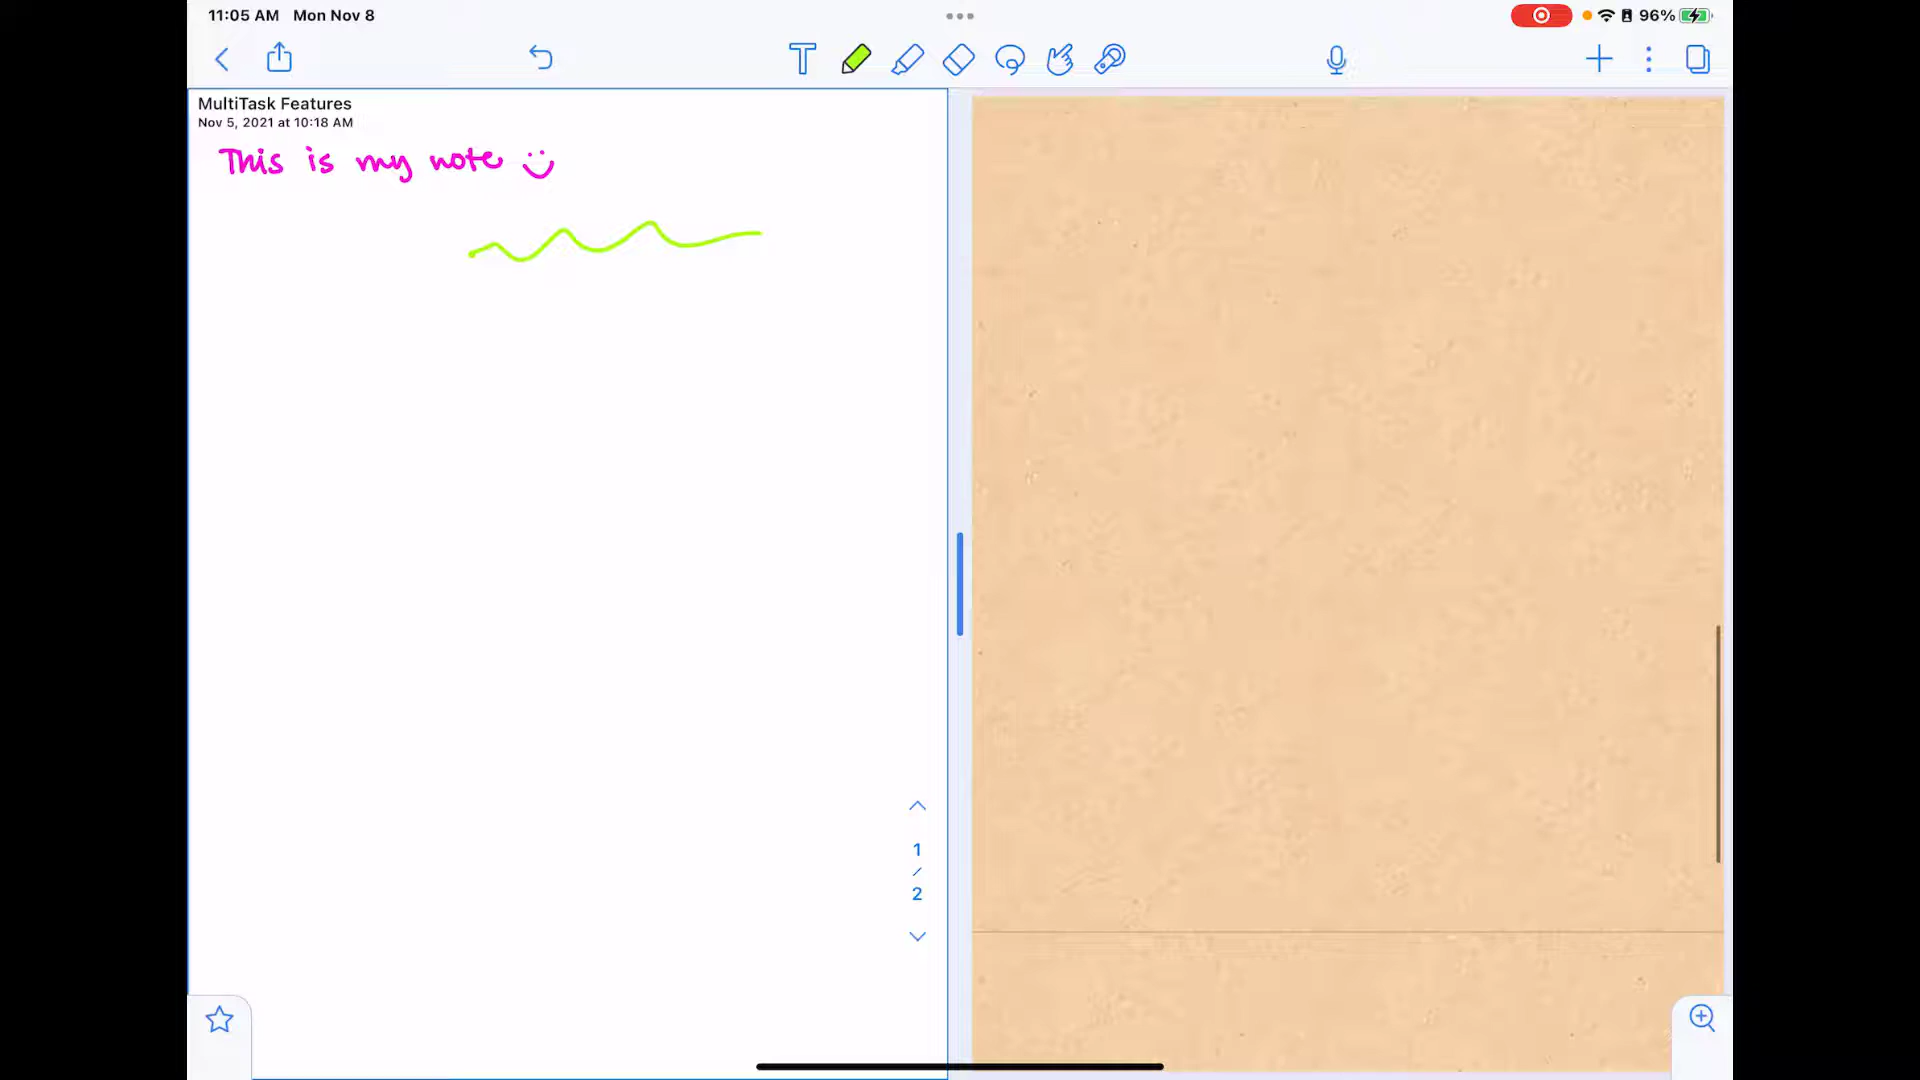 11:05 AM Mon Nov 8
96%
T
MultiTask Features
Nov 5, 2021 at 10:18 AM
This is my note
1
/
2